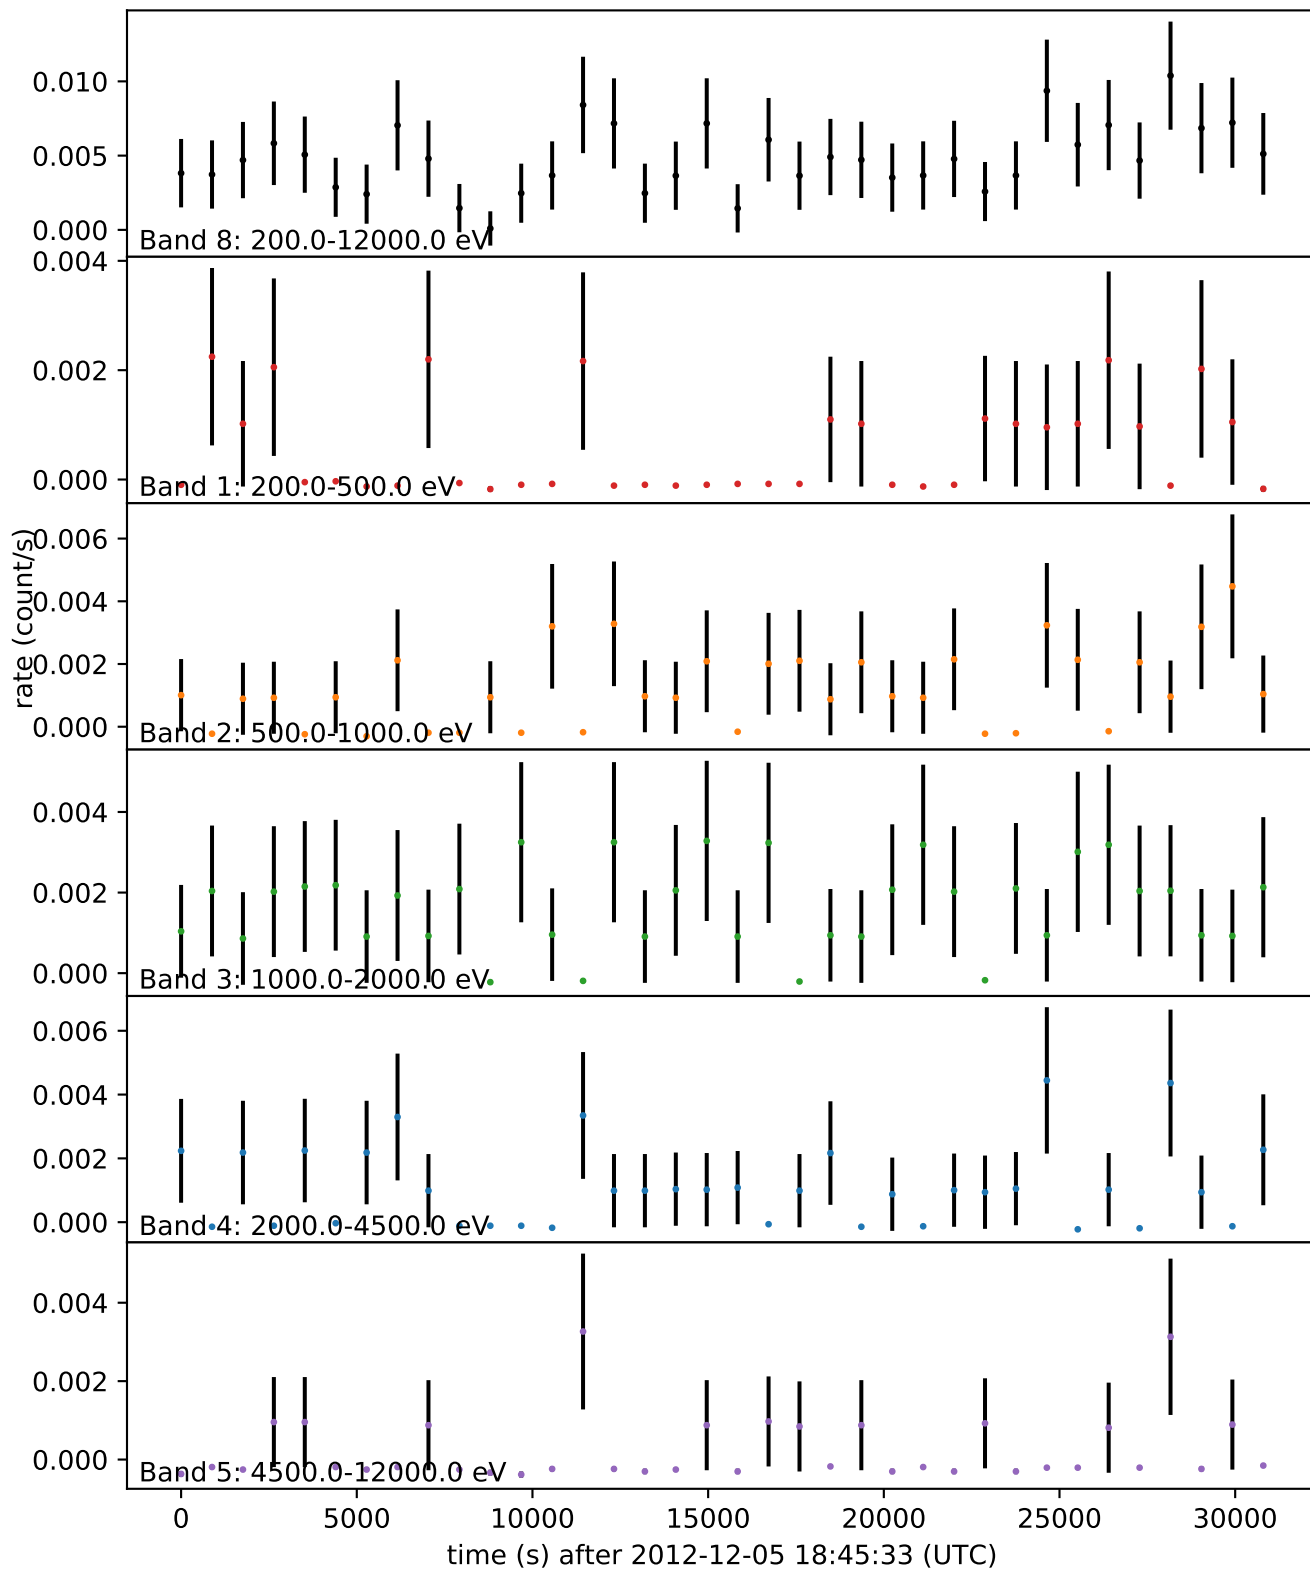 0.010
0.005
0.000
Band 8: 200.0-12000.0 eV
0.004
0.002
0.000
Band 1: 200.0-500.0 eV
rate (count/s)
0.006
0.004
0.002
0.000
Band 2: 500.0-1000.0 eV
0.004
0.002
0.000
Band 3: 1000.0-2000.0 eV
0.006
0.004
0.002
0.000
Band 4: 2000.0-4500.0 eV
0.004
0.002
0.000
Band 5: 4500.0-12000.0 eV
0 5000 10000 15000 20000 25000 30000
time (s) after 2012-12-05 18:45:33 (UTC)